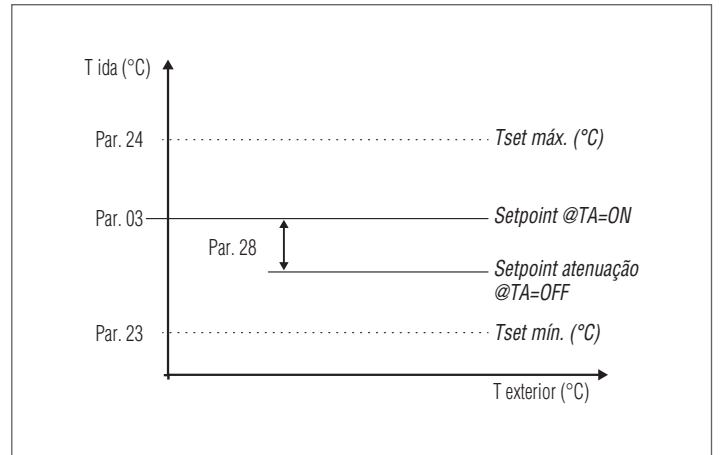 T ida (°C)
Par. 24
Tset máx. (°C)
Par. 03
Setpoint @TA=ON
Par. 28
Setpoint atenuação
@TA=OFF
Par. 23
Tset mín. (°C)
T exterior (°C)